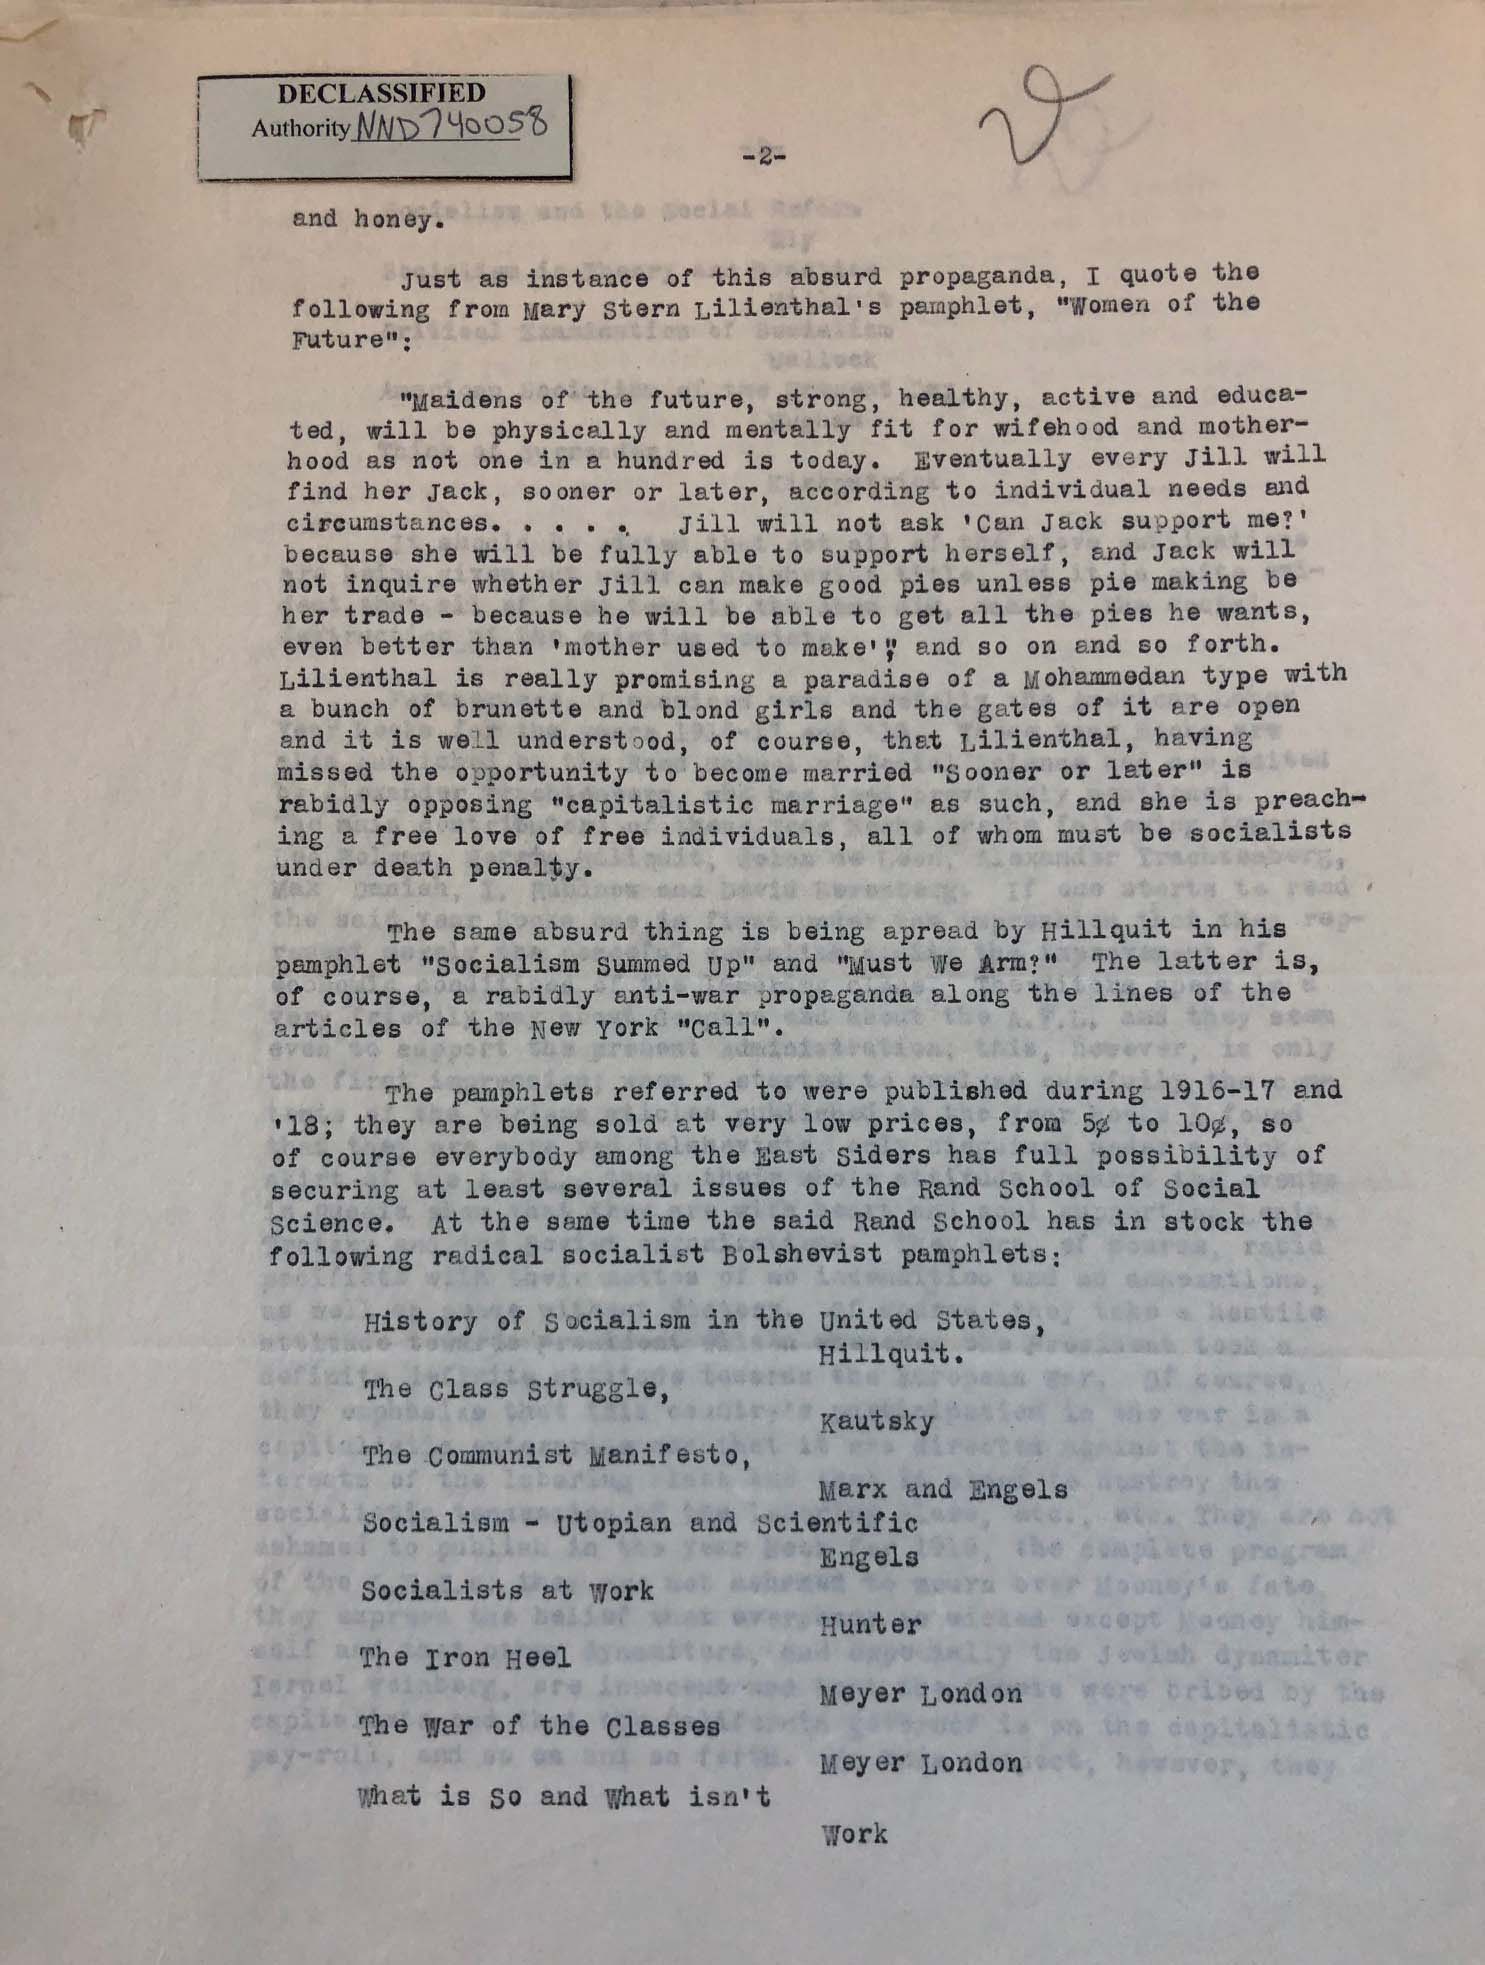 DECLASSIFIED
Authority NND740058
-2-
and honey.
Just as instance of this absurd propaganda, I quote the
following from Mary Stern Lilienthal's pamphlet, "Women of the
Future":
"Maidens of the future, strong, healthy, active and educa-
ted, will be physically and mentally fit for wifehood and mother-
hood as not one in a hundred is today. Eventually every Jill will
find her Jack, sooner or later, according to individual needs and
circumstances. . . . . Jill will not ask 'Can Jack support me?'
because she will be fully able to support herself, and Jack will
not inquire whether Jill can make good pies unless pie making be
her trade - because he will be able to get all the pies he wants,
even better than 'mother used to make'"; and so on and so forth.
Lilienthal is really promising a paradise of a Mohammedan type with
a bunch of brunette and blond girls and the gates of it are open
and it is well understood, of course, that Lilienthal, having
missed the opportunity to become married "Sooner or later" is
rabidly opposing "capitalistic marriage" as such, and she is preach-
ing a free love of free individuals, all of whom must be socialists
under death penalty.
The same absurd thing is being apread by Hillquit in his
pamphlet "Socialism Summed Up" and "Must We Arm?" The latter is,
of course, a rabidly anti-war propaganda along the lines of the
articles of the New York "Call".
The pamphlets referred to were published during 1916-17 and
'18; they are being sold at very low prices, from 5¢ to 10¢, so
of course everybody among the East Siders has full possibility of
securing at least several issues of the Rand School of Social
Science. At the same time the said Rand School has in stock the
following radical socialist Bolshevist pamphlets:
History of Socialism in the United States,
Hillquit.
The Class Struggle,
Kautsky
The Communist Manifesto,
Marx and Engels
Socialism - Utopian and Scientific
Engels
Socialists at Work
Hunter
The Iron Heel
Meyer London
The War of the Classes
Meyer London
What is So and What isn't
Work